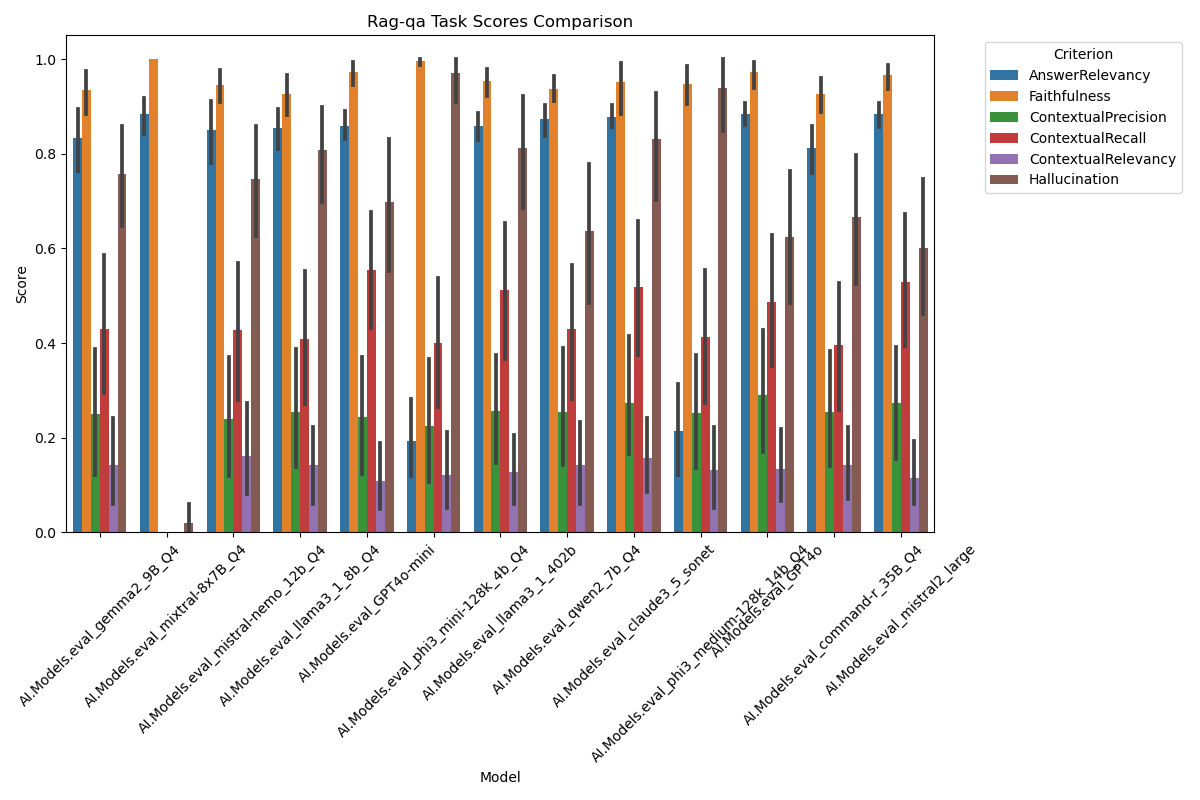 Rag-qa Task Scores Comparison
Score
1.0
0.8
0.6
0.4
0.2
0.0
AI.Models.eval_gemma2_9B_Q4
AI.Models.eval_mixtral-8x7B_Q4
AI.Models.eval_mistral-nemo_12b_Q4
AI.Models.eval_llama3_1_8b_Q4
AI.Models.eval_GPT4o-mini
AI.Models.eval_phi3_mini-128k_4b_Q4
AI.Models.eval_llama3_1_402b
AI.Models.eval_qwen2_7b_Q4
AI.Models.eval_claude3_5_sonet
AI.Models.eval_phi3_medium-128k_14b_Q4
AI.Models.eval_GPT4o
AI.Models.eval_command-r_35B_Q4
AI.Models.eval_mistral2_large
Model
Criterion
AnswerRelevancy
Faithfulness
ContextualPrecision
ContextualRecall
ContextualRelevancy
Hallucination